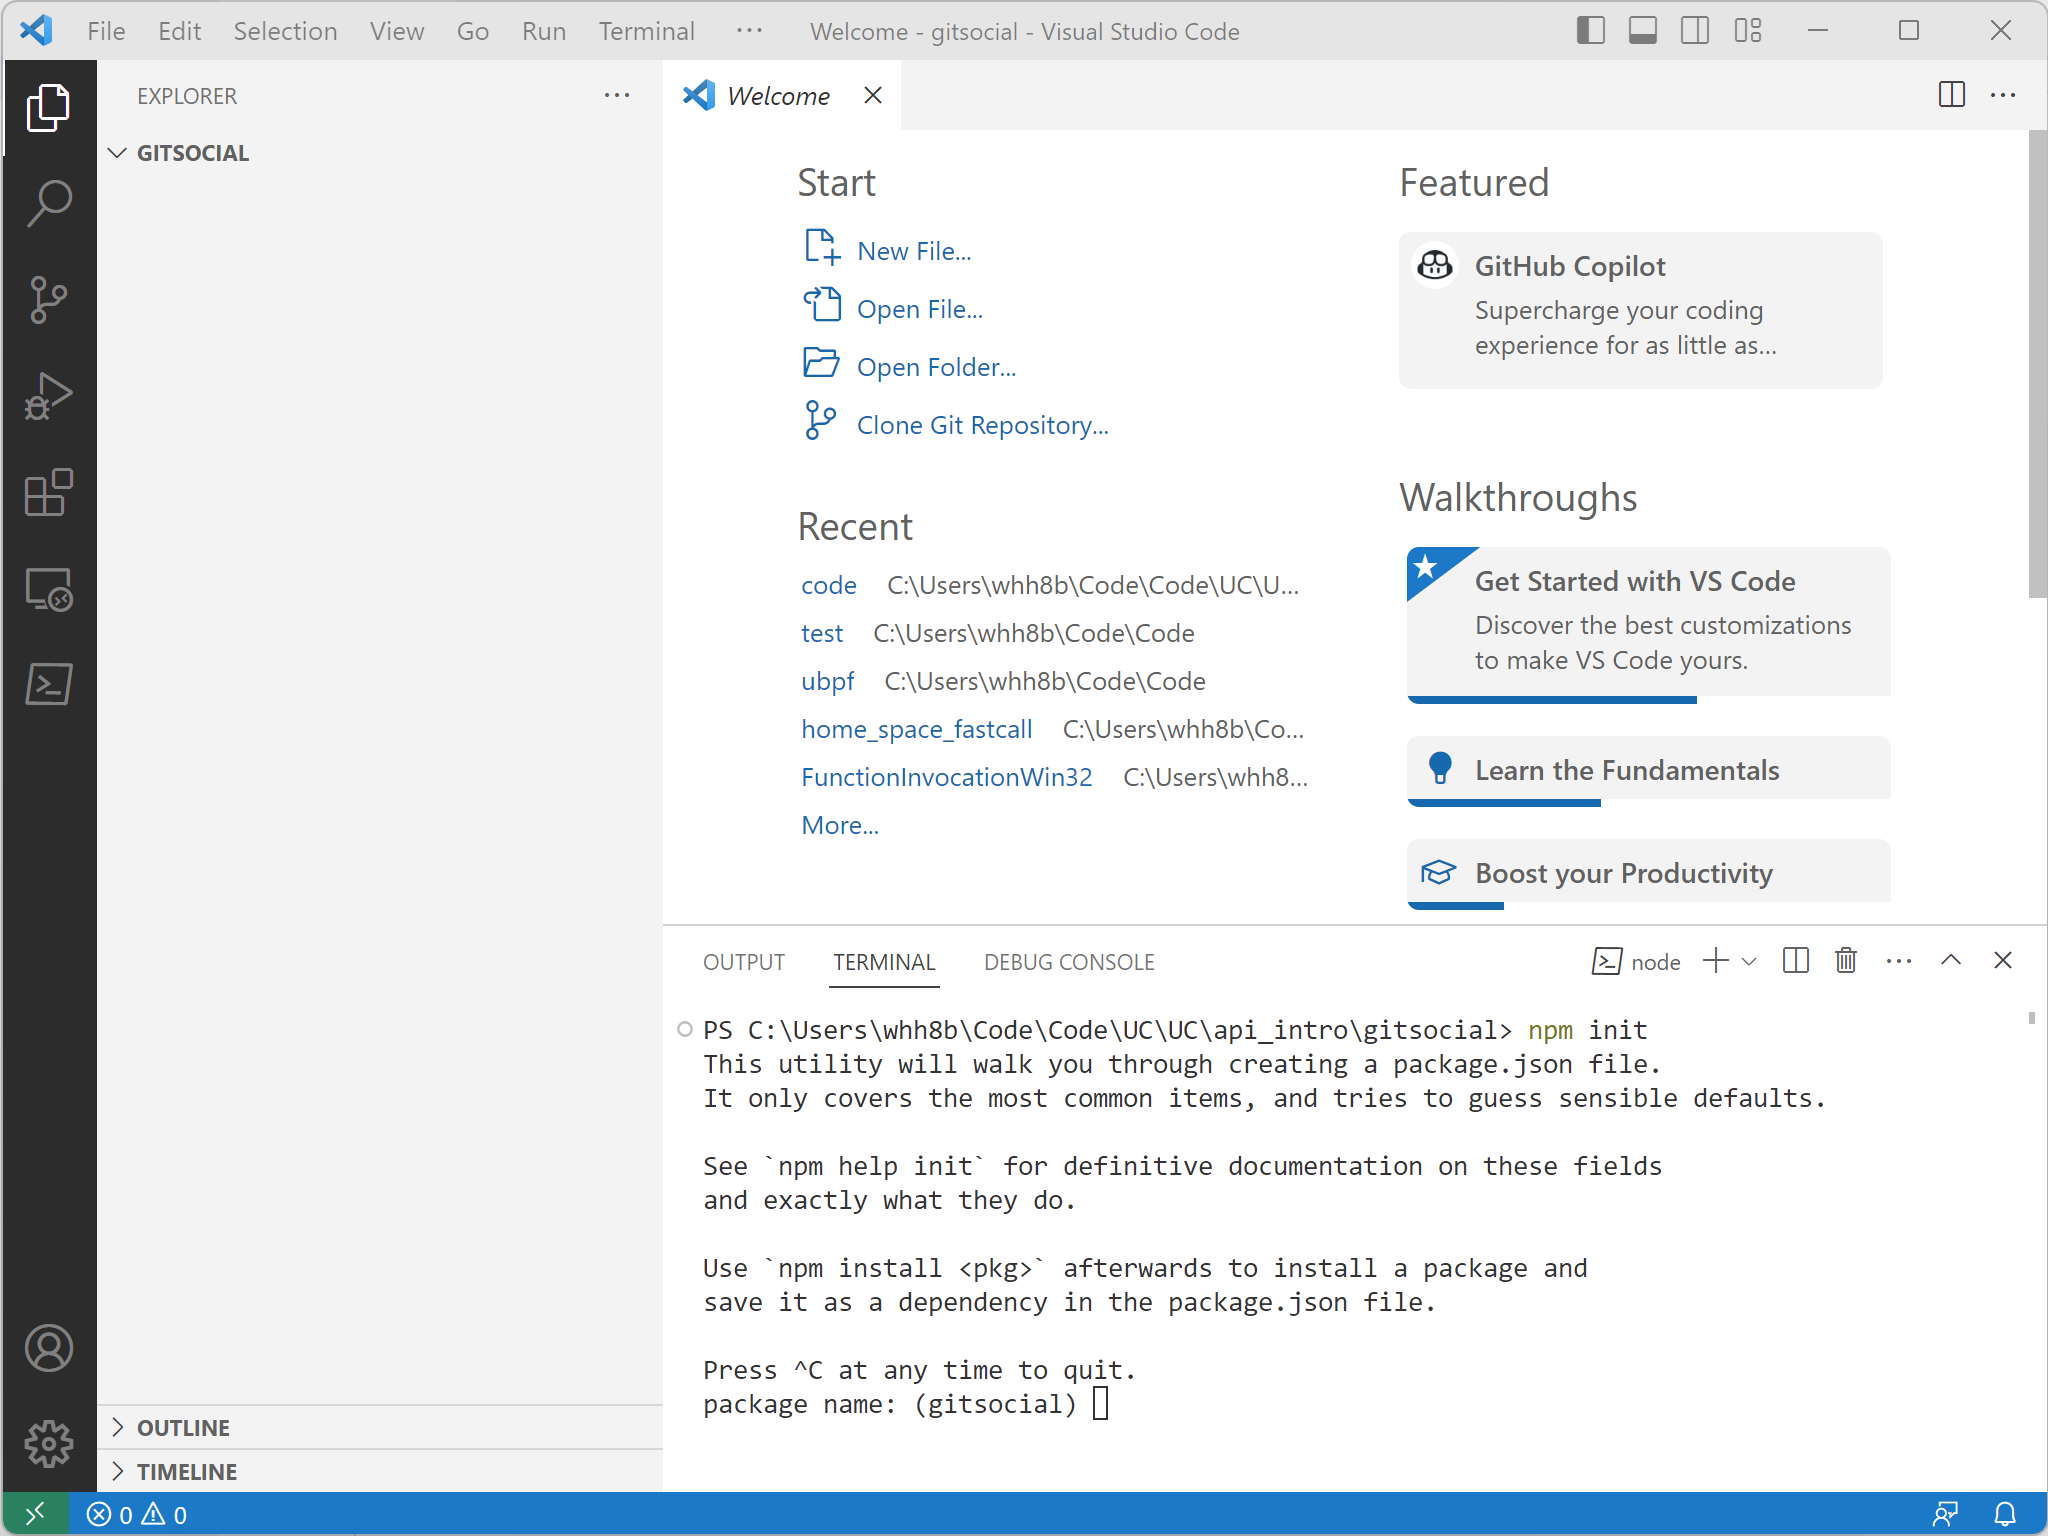 File Edit Selection View Go Run Terminal ··· Welcome - gitsocial - Visual Studio Code
EXPLORER ···
GITSOCIAL
Welcome
Start
New File...
Open File...
Open Folder...
Clone Git Repository...
Recent
code C:\Users\whh8b\Code\Code\UC\U...
test C:\Users\whh8b\Code\Code
ubpf C:\Users\whh8b\Code\Code
home_space_fastcall C:\Users\whh8b\Co...
FunctionInvocationWin32 C:\Users\whh8...
More...
Featured
GitHub Copilot
Supercharge your coding
experience for as little as...
Walkthroughs
Get Started with VS Code
Discover the best customizations
to make VS Code yours.
Learn the Fundamentals
Boost your Productivity
OUTPUT TERMINAL DEBUG CONSOLE node
PS C:\Users\whh8b\Code\Code\UC\UC\api_intro\gitsocial> npm init
This utility will walk you through creating a package.json file.
It only covers the most common items, and tries to guess sensible defaults.
See `npm help init` for definitive documentation on these fields
and exactly what they do.
Use `npm install <pkg>` afterwards to install a package and
save it as a dependency in the package.json file.
Press ^C at any time to quit.
package name: (gitsocial)
OUTLINE
TIMELINE
0 0